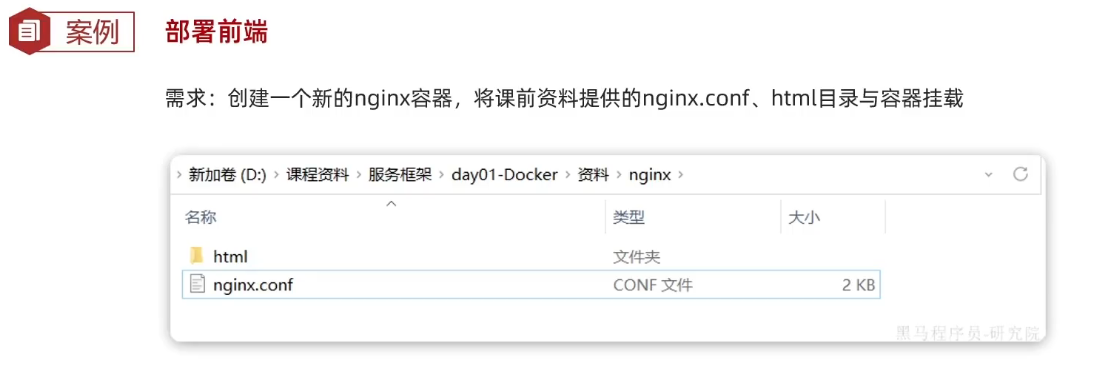 案例
部署前端
需求：创建一个新的nginx容器，将课前资料提供的nginx.conf、html目录与容器挂载
› 新加卷 (D:) › 课程资料 › 服务框架 › day01-Docker › 资料 › nginx ›
名称 类型 大小
html 文件夹
nginx.conf CONF 文件 2 KB
黑马程序员-研究院